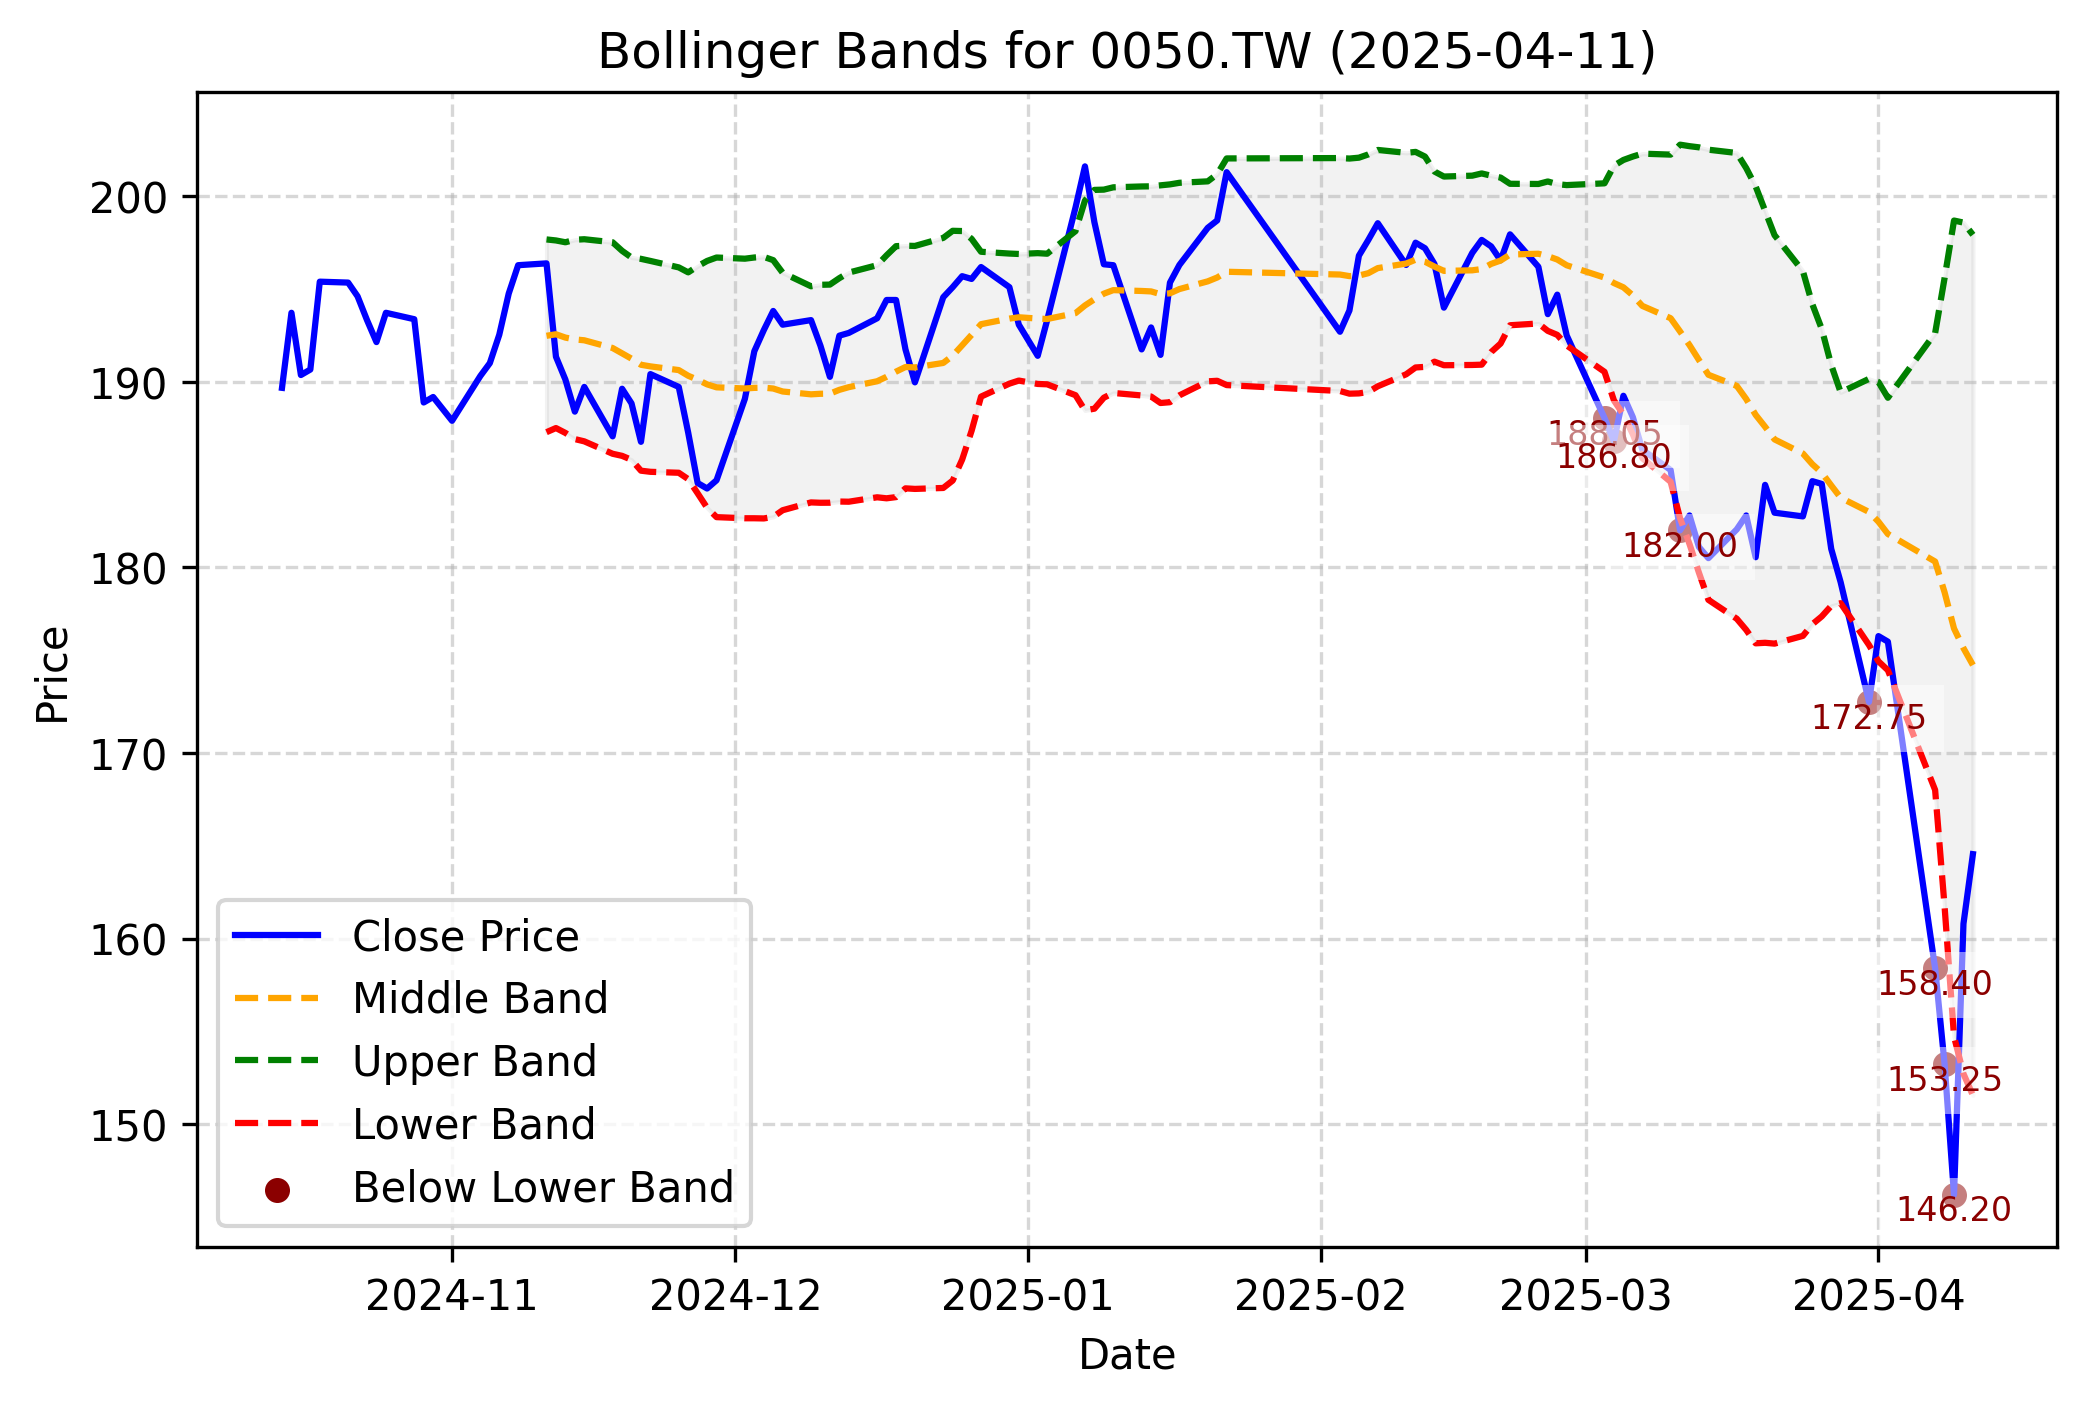 Bollinger Bands for 0050.TW (2025-04-11)
Price
200
190
180
170
160
150
188.05
186.80
182.00
172.75
158.40
153.25
146.20
Close Price
Middle Band
Upper Band
Lower Band
Below Lower Band
2024-11
2024-12
2025-01
2025-02
2025-03
2025-04
Date